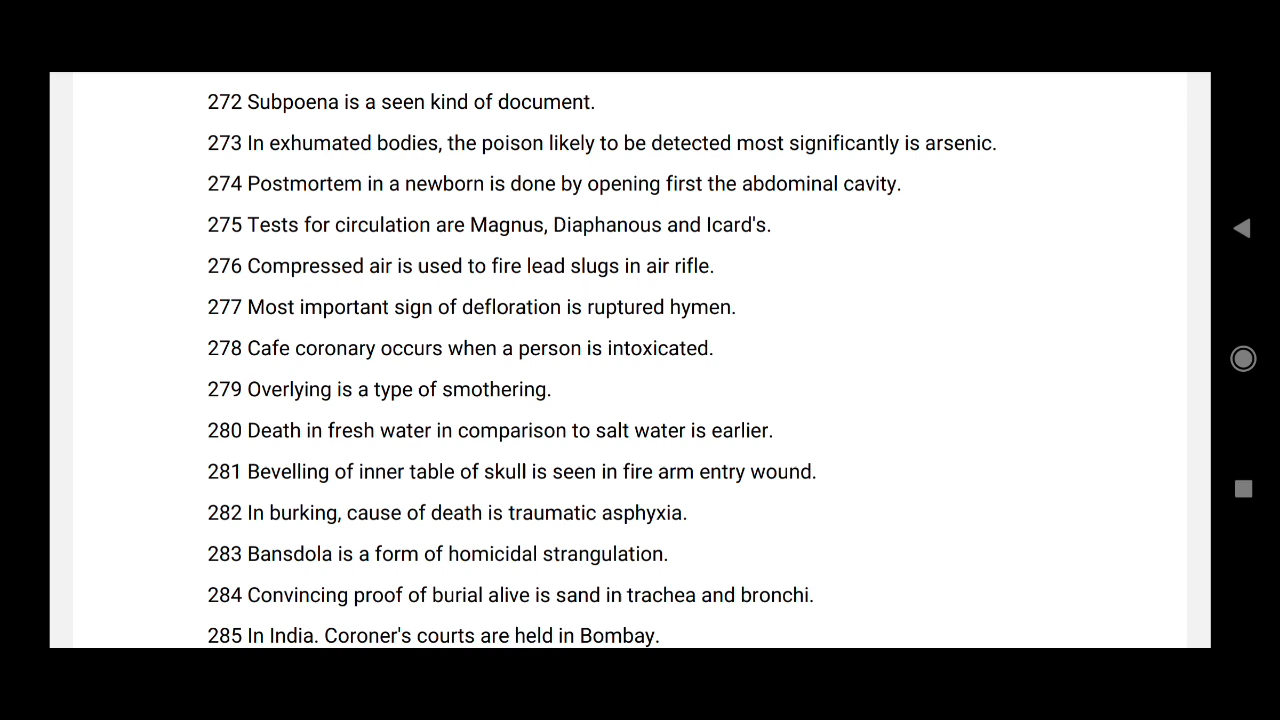 272 Subpoena is a seen kind of document.
273 In exhumated bodies, the poison likely to be detected most significantly is arsenic.
274 Postmortem in a newborn is done by opening first the abdominal cavity.
275 Tests for circulation are Magnus, Diaphanous and Icard's.
276 Compressed air is used to fire lead slugs in air rifle.
277 Most important sign of defloration is ruptured hymen.
278 Cafe coronary occurs when a person is intoxicated.
279 Overlying is a type of smothering.
280 Death in fresh water in comparison to salt water is earlier.
281 Bevelling of inner table of skull is seen in fire arm entry wound.
282 In burking, cause of death is traumatic asphyxia.
283 Bansdola is a form of homicidal strangulation.
284 Convincing proof of burial alive is sand in trachea and bronchi.
285 In India. Coroner's courts are held in Bombay.